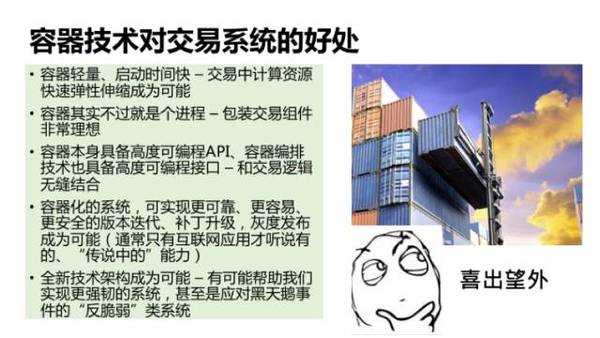 容器技术对交易系统的好处
• 容器轻量、启动时间快 – 交易中计算资源
快速弹性伸缩成为可能
• 容器其实不过就是个进程 – 包装交易组件
非常理想
• 容器本身具备高度可编程API、容器编排
技术也具备高度可编程接口 – 和交易逻辑
无缝结合
• 容器化的系统，可实现更可靠、更容易、
更安全的版本迭代、补丁升级，灰度发布
成为可能（通常只有互联网应用才听说有
的、“传说中的”能力）
• 全新技术架构成为可能 – 有可能帮助我们
实现更强韧的系统，甚至是应对黑天鹅事
件的“反脆弱”类系统
喜出望外